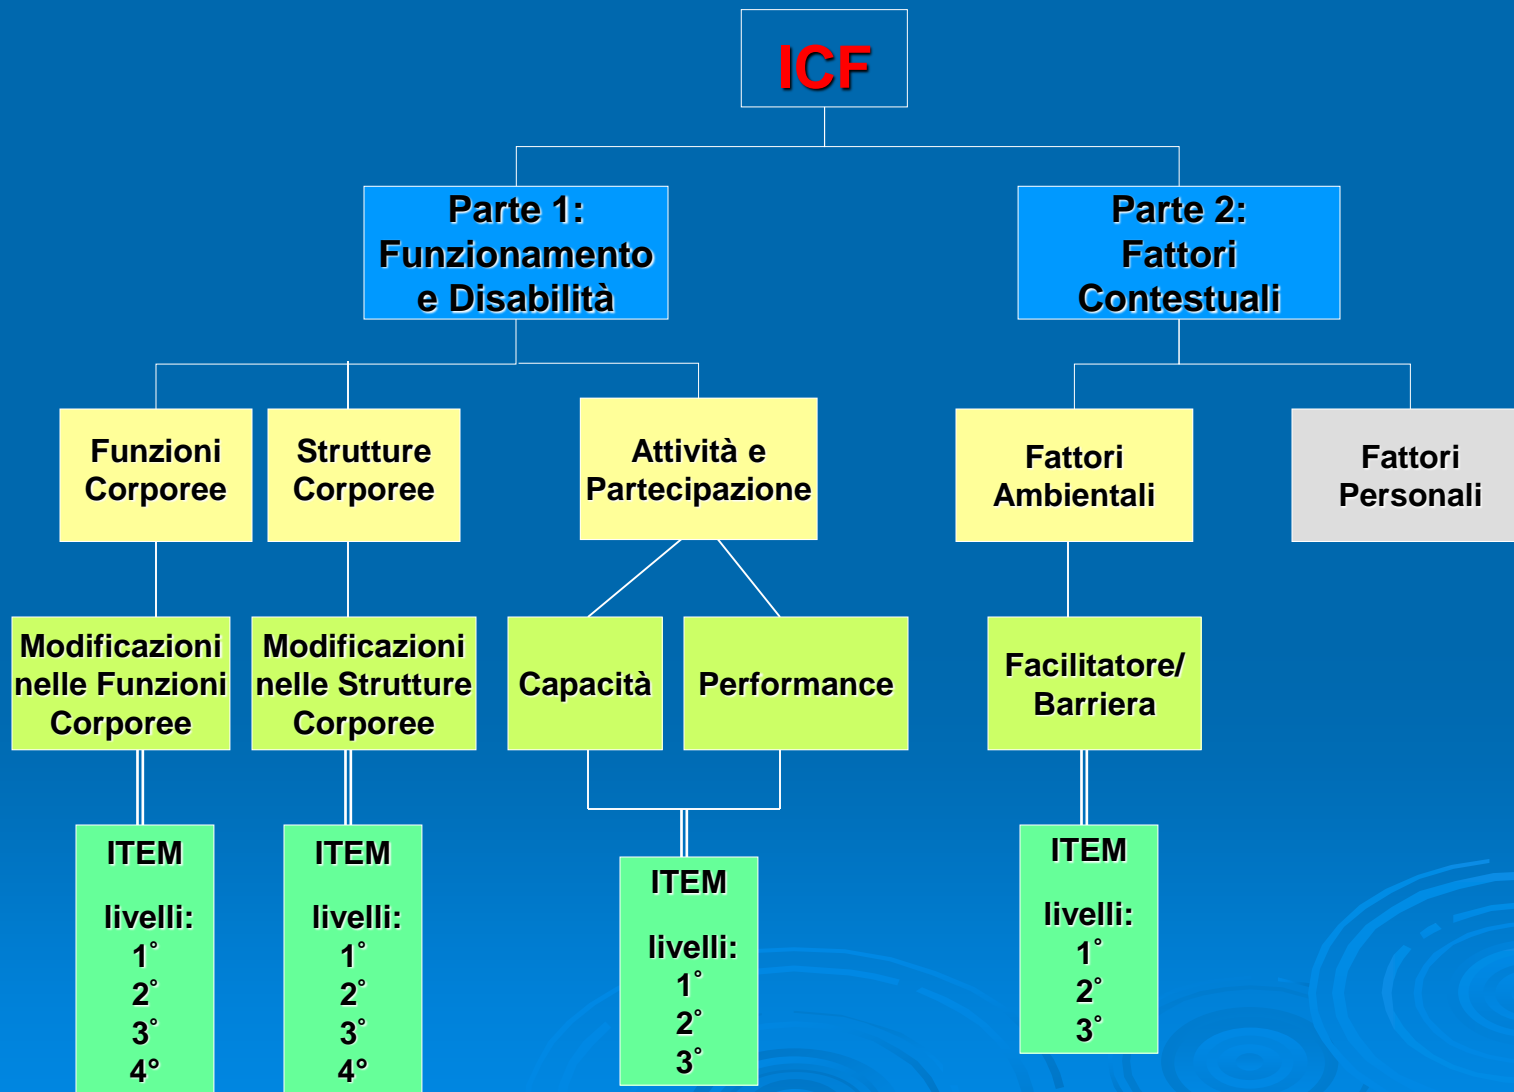 ICF
Parte 1:
Funzionamento
e Disabilità
Parte 2:
Fattori
Contestuali
Funzioni
Corporee
Strutture
Corporee
Attività e
Partecipazione
Fattori
Ambientali
Fattori
Personali
Modificazioni
nelle Funzioni
Corporee
Modificazioni
nelle Strutture
Corporee
Capacità
Performance
Facilitatore/
Barriera
ITEM
livelli:
1°
2°
3°
4°
ITEM
livelli:
1°
2°
3°
4°
ITEM
livelli:
1°
2°
3°
ITEM
livelli:
1°
2°
3°